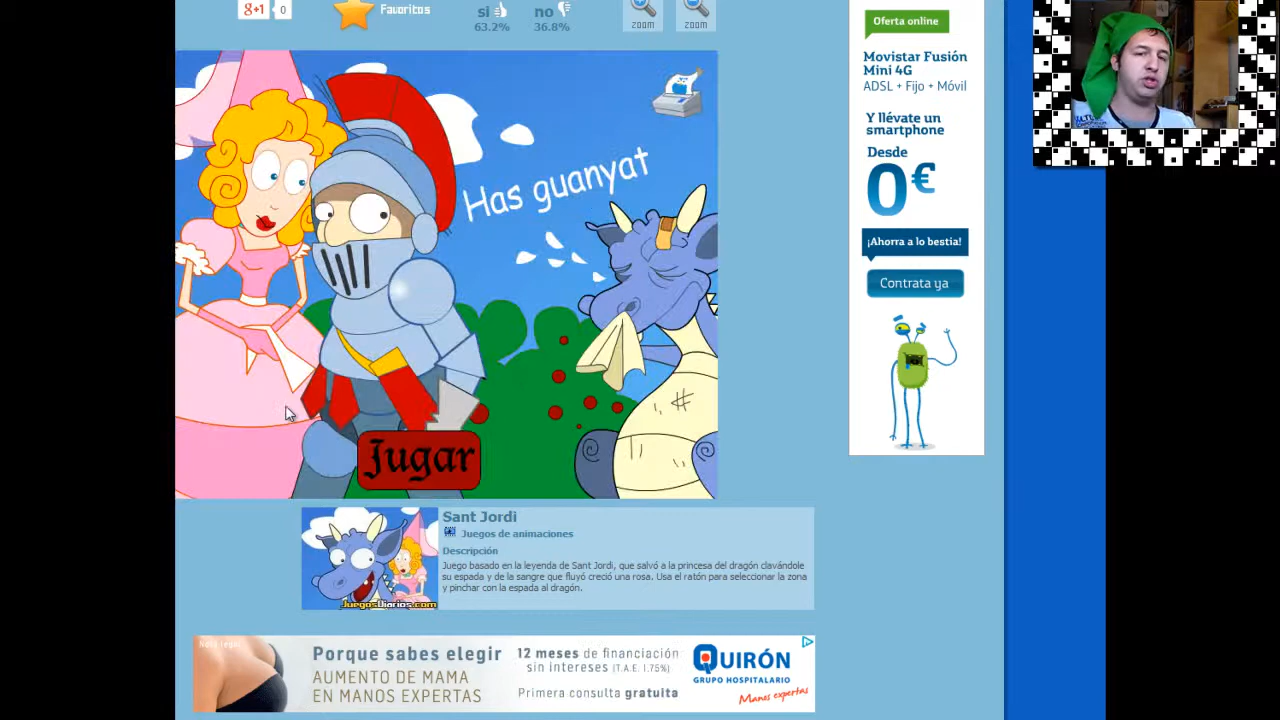 g+1 0
Favoritos
si
63.2%
no
36.8%
zoom
zoom
Has guanyat
Jugar
Oferta online
Movistar Fusión
Mini 4G
ADSL + Fijo + Móvil
Y llévate un
smartphone
Desde
0€
¡Ahorra a lo bestia!
Contrata ya
Sant Jordi
Juegos de animaciones
Descripción
Juego basado en la leyenda de Sant Jordi, que salvó a la princesa del dragón clavándole
su espada y de la sangre que fluyó creció una rosa. Usa el ratón para seleccionar la zona
y pinchar con la espada al dragón.
JuegosDiarios.com
Porque sabes elegir
AUMENTO DE MAMA
EN MANOS EXPERTAS
12 meses de financiación
sin intereses (T.A.E. 1,75%)
Primera consulta gratuita
QUIRÓN
GRUPO HOSPITALARIO
Manos expertas